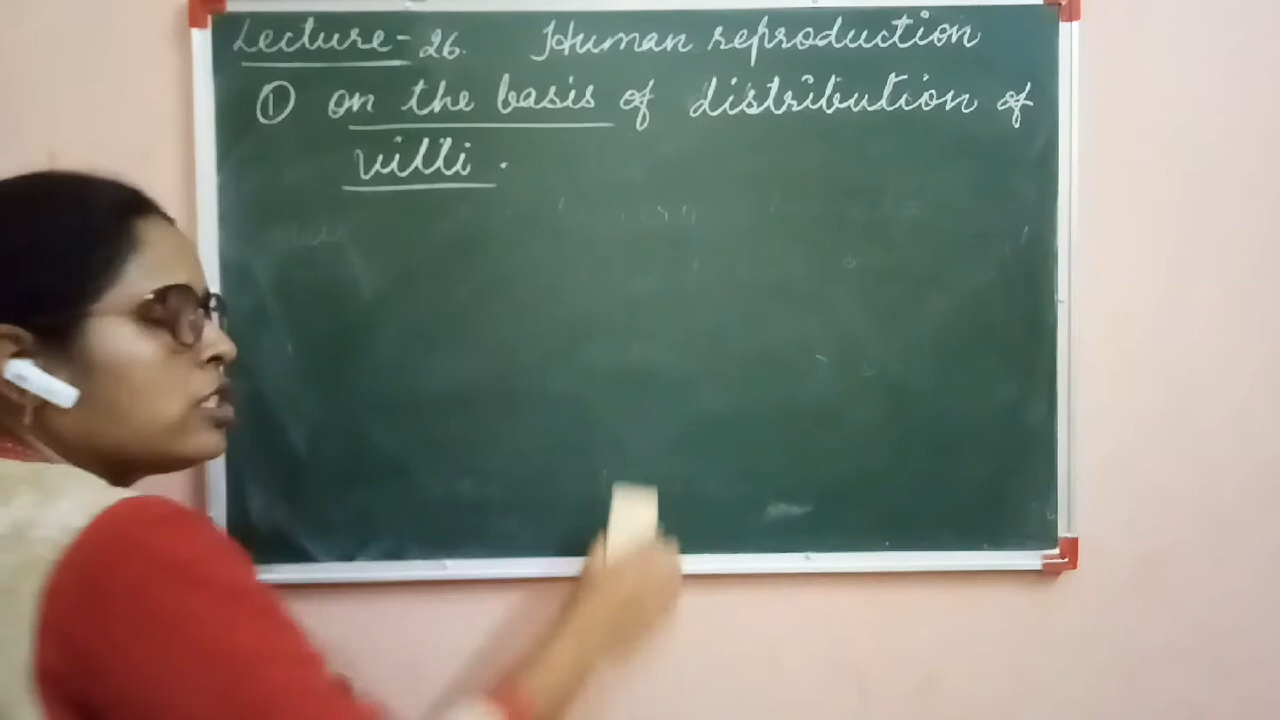 Lecture-26. Human reproduction
① on the basis of distribution of
villi.